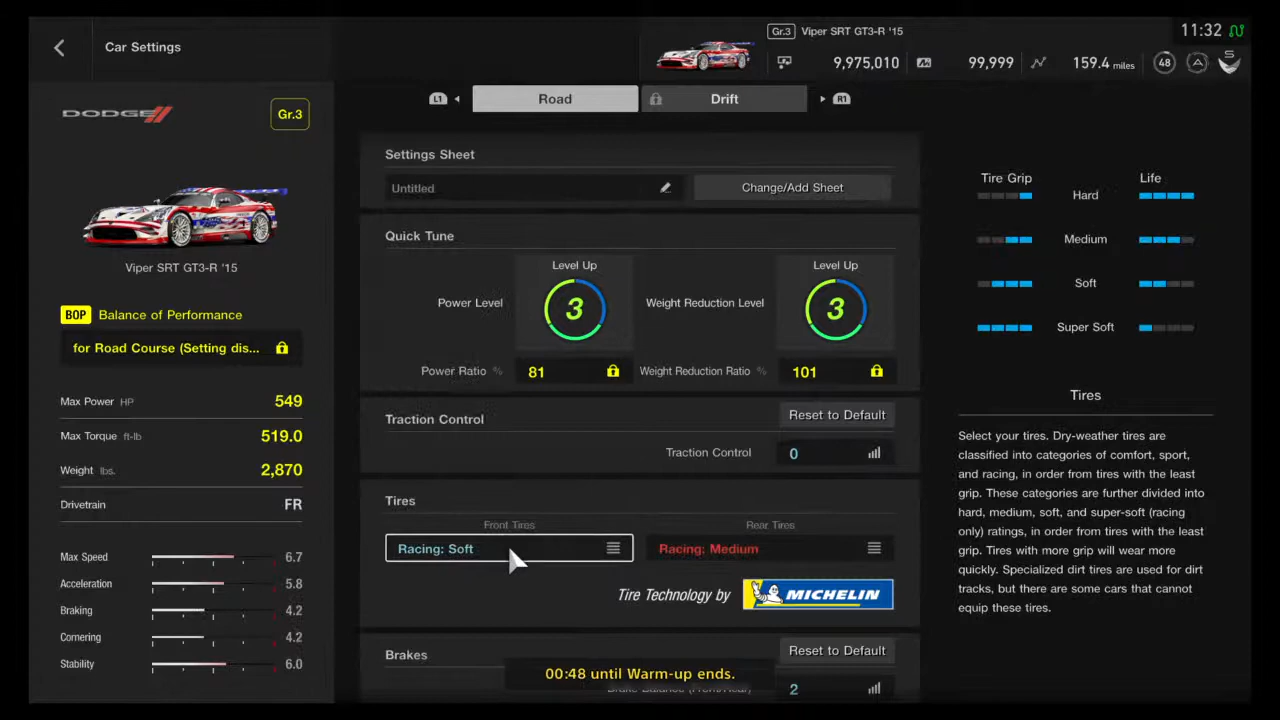 Car Settings
Gr.3 Viper SRT GT3-R '15
11:32
9,975,010
99,999
159.4 miles
48
A
S
DODGE
Gr.3
Viper SRT GT3-R '15
BOP Balance of Performance
for Road Course (Setting dis...
Max Power HP 549
Max Torque ft-lb 519.0
Weight lbs. 2,870
Drivetrain FR
Max Speed 6.7
Acceleration 5.8
Braking 4.2
Cornering 4.2
Stability 6.0
L1 Road Drift R1
Settings Sheet
Untitled Change/Add Sheet
Quick Tune
Power Level Level Up 3 Weight Reduction Level Level Up 3
Power Ratio % 81 Weight Reduction Ratio % 101
Traction Control Reset to Default
Traction Control 0
Tires
Front Tires Rear Tires
Racing: Soft Racing: Medium
Tire Technology by MICHELIN
Brakes Reset to Default
00:48 until Warm-up ends.
Brake Balance (Front/Rear) 2
Tire Grip Life
Hard
Medium
Soft
Super Soft
Tires
Select your tires. Dry-weather tires are
classified into categories of comfort, sport,
and racing, in order from tires with the least
grip. These categories are further divided into
hard, medium, soft, and super-soft (racing
only) ratings, in order from tires with the least
grip. Tires with more grip will wear more
quickly. Specialized dirt tires are used for dirt
tracks, but there are some cars that cannot
equip these tires.